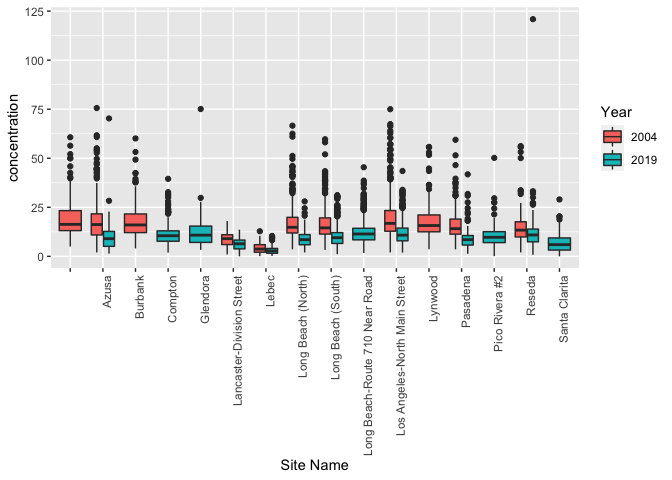 125
100
75
50
25
0
concentration
Azusa
Burbank
Compton
Glendora
Lancaster-Division Street
Lebec
Long Beach (North)
Long Beach (South)
Long Beach-Route 710 Near Road
Los Angeles-North Main Street
Lynwood
Pasadena
Pico Rivera #2
Reseda
Santa Clarita
Site Name
Year
2004
2019